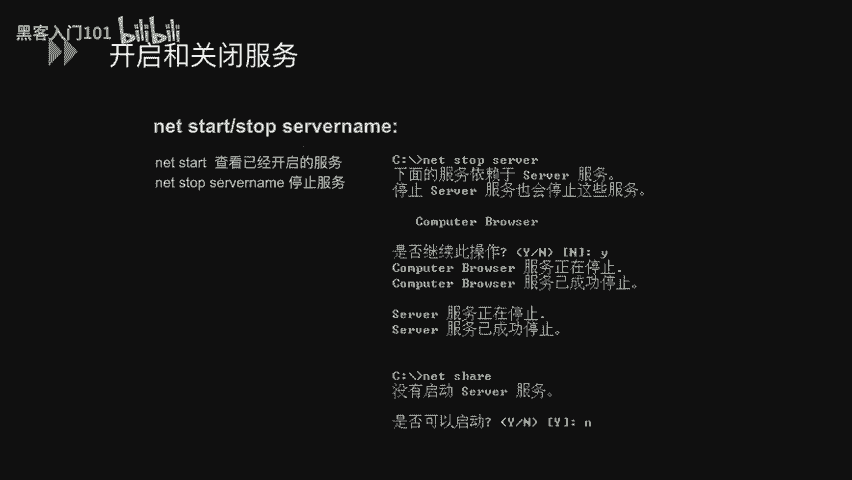 黑客入门101 bilibili
开启和关闭服务
net start/stop servername:
net start 查看已经开启的服务
net stop servername 停止服务
C:\>net stop server
下面的服务依赖于 Server 服务。
停止 Server 服务也会停止这些服务。
Computer Browser
是否继续此操作? (Y/N) [N]: y
Computer Browser 服务正在停止.
Computer Browser 服务已成功停止。
Server 服务正在停止.
Server 服务已成功停止。
C:\>net share
没有启动 Server 服务。
是否可以启动? (Y/N) [Y]: n